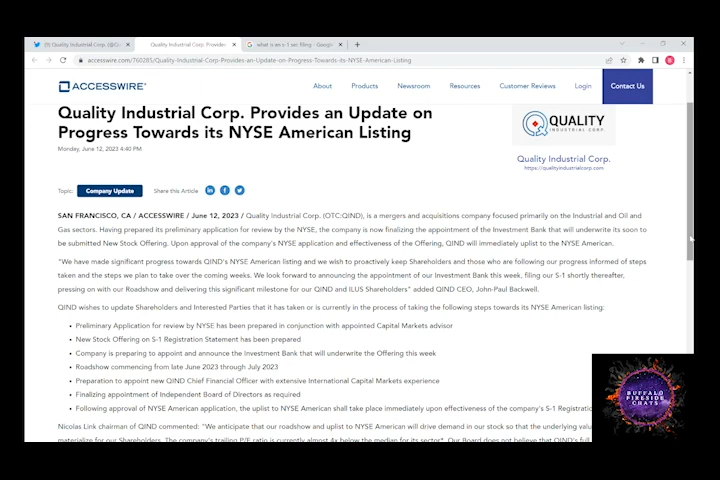 (1) Quality Industrial Corp. (@Qu
Quality Industrial Corp. Provides
what is an s-1 sec filing - Google
accesswire.com/760285/Quality-Industrial-Corp-Provides-an-Update-on-Progress-Towards-its-NYSE-American-Listing
ACCESSWIRE
About Products Newsroom Resources Customer Reviews Login Contact Us
Quality Industrial Corp. Provides an Update on
Progress Towards its NYSE American Listing
Monday, June 12, 2023 4:40 PM
QUALITY
INDUSTRIAL CORP.
Quality Industrial Corp.
https://qualityindustrialcorp.com
Topic: Company Update Share this Article
SAN FRANCISCO, CA / ACCESSWIRE / June 12, 2023 / Quality Industrial Corp. (OTC:QIND), is a mergers and acquisitions company focused primarily on the Industrial and Oil and
Gas sectors. Having prepared its preliminary application for review by the NYSE, the company is now finalizing the appointment of the Investment Bank that will underwrite its soon to
be submitted New Stock Offering. Upon approval of the company's NYSE application and effectiveness of the Offering, QIND will immediately uplist to the NYSE American.
"We have made significant progress towards QIND's NYSE American listing and we wish to proactively keep Shareholders and those who are following our progress informed of steps
taken and the steps we plan to take over the coming weeks. We look forward to announcing the appointment of our Investment Bank this week, filing our S-1 shortly thereafter,
pressing on with our Roadshow and delivering this significant milestone for our QIND and ILUS Shareholders" added QIND CEO, John-Paul Backwell.
QIND wishes to update Shareholders and Interested Parties that it has taken or is currently in the process of taking the following steps towards its NYSE American listing:
• Preliminary Application for review by NYSE has been prepared in conjunction with appointed Capital Markets advisor
• New Stock Offering on S-1 Registration Statement has been prepared
• Company is preparing to appoint and announce the Investment Bank that will underwrite the Offering this week
• Roadshow commencing from late June 2023 through July 2023
• Preparation to appoint new QIND Chief Financial Officer with extensive International Capital Markets experience
• Finalizing appointment of Independent Board of Directors as required
• Following approval of NYSE American application, the uplist to NYSE American shall take place immediately upon effectiveness of the company's S-1 Registratio
Nicolas Link chairman of QIND commented: "We anticipate that our roadshow and uplist to NYSE American will drive demand in our stock so that the underlying valu
materialize for our Shareholders. The company's trailing P/E ratio is currently almost 4x below the median for its sector*. Our Board does not believe that QIND's full
BUFFALO
FIRESIDE
CHATS